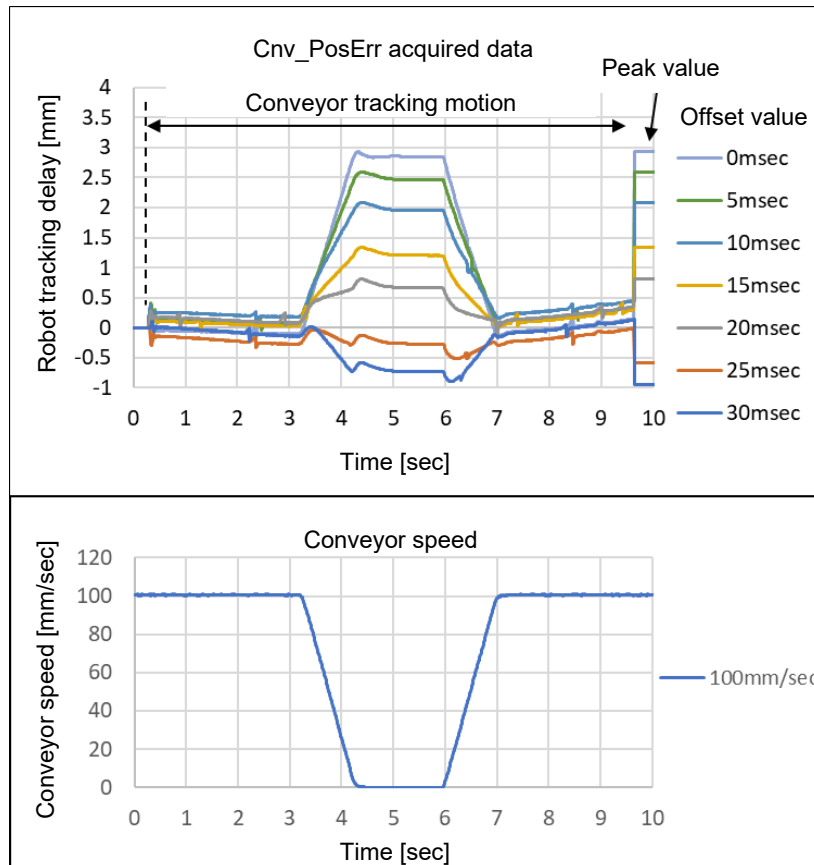 Cnv_PosErr acquired data
Peak value
Conveyor tracking motion
Offset value
Robot tracking delay [mm]
4
3.5
3
2.5
2
1.5
1
0.5
0
-0.5
-1
0msec
5msec
10msec
15msec
20msec
25msec
30msec
0 1 2 3 4 5 6 7 8 9 10
Time [sec]
Conveyor speed
Conveyor speed [mm/sec]
120
100
80
60
40
20
0
100mm/sec
0 1 2 3 4 5 6 7 8 9 10
Time [sec]